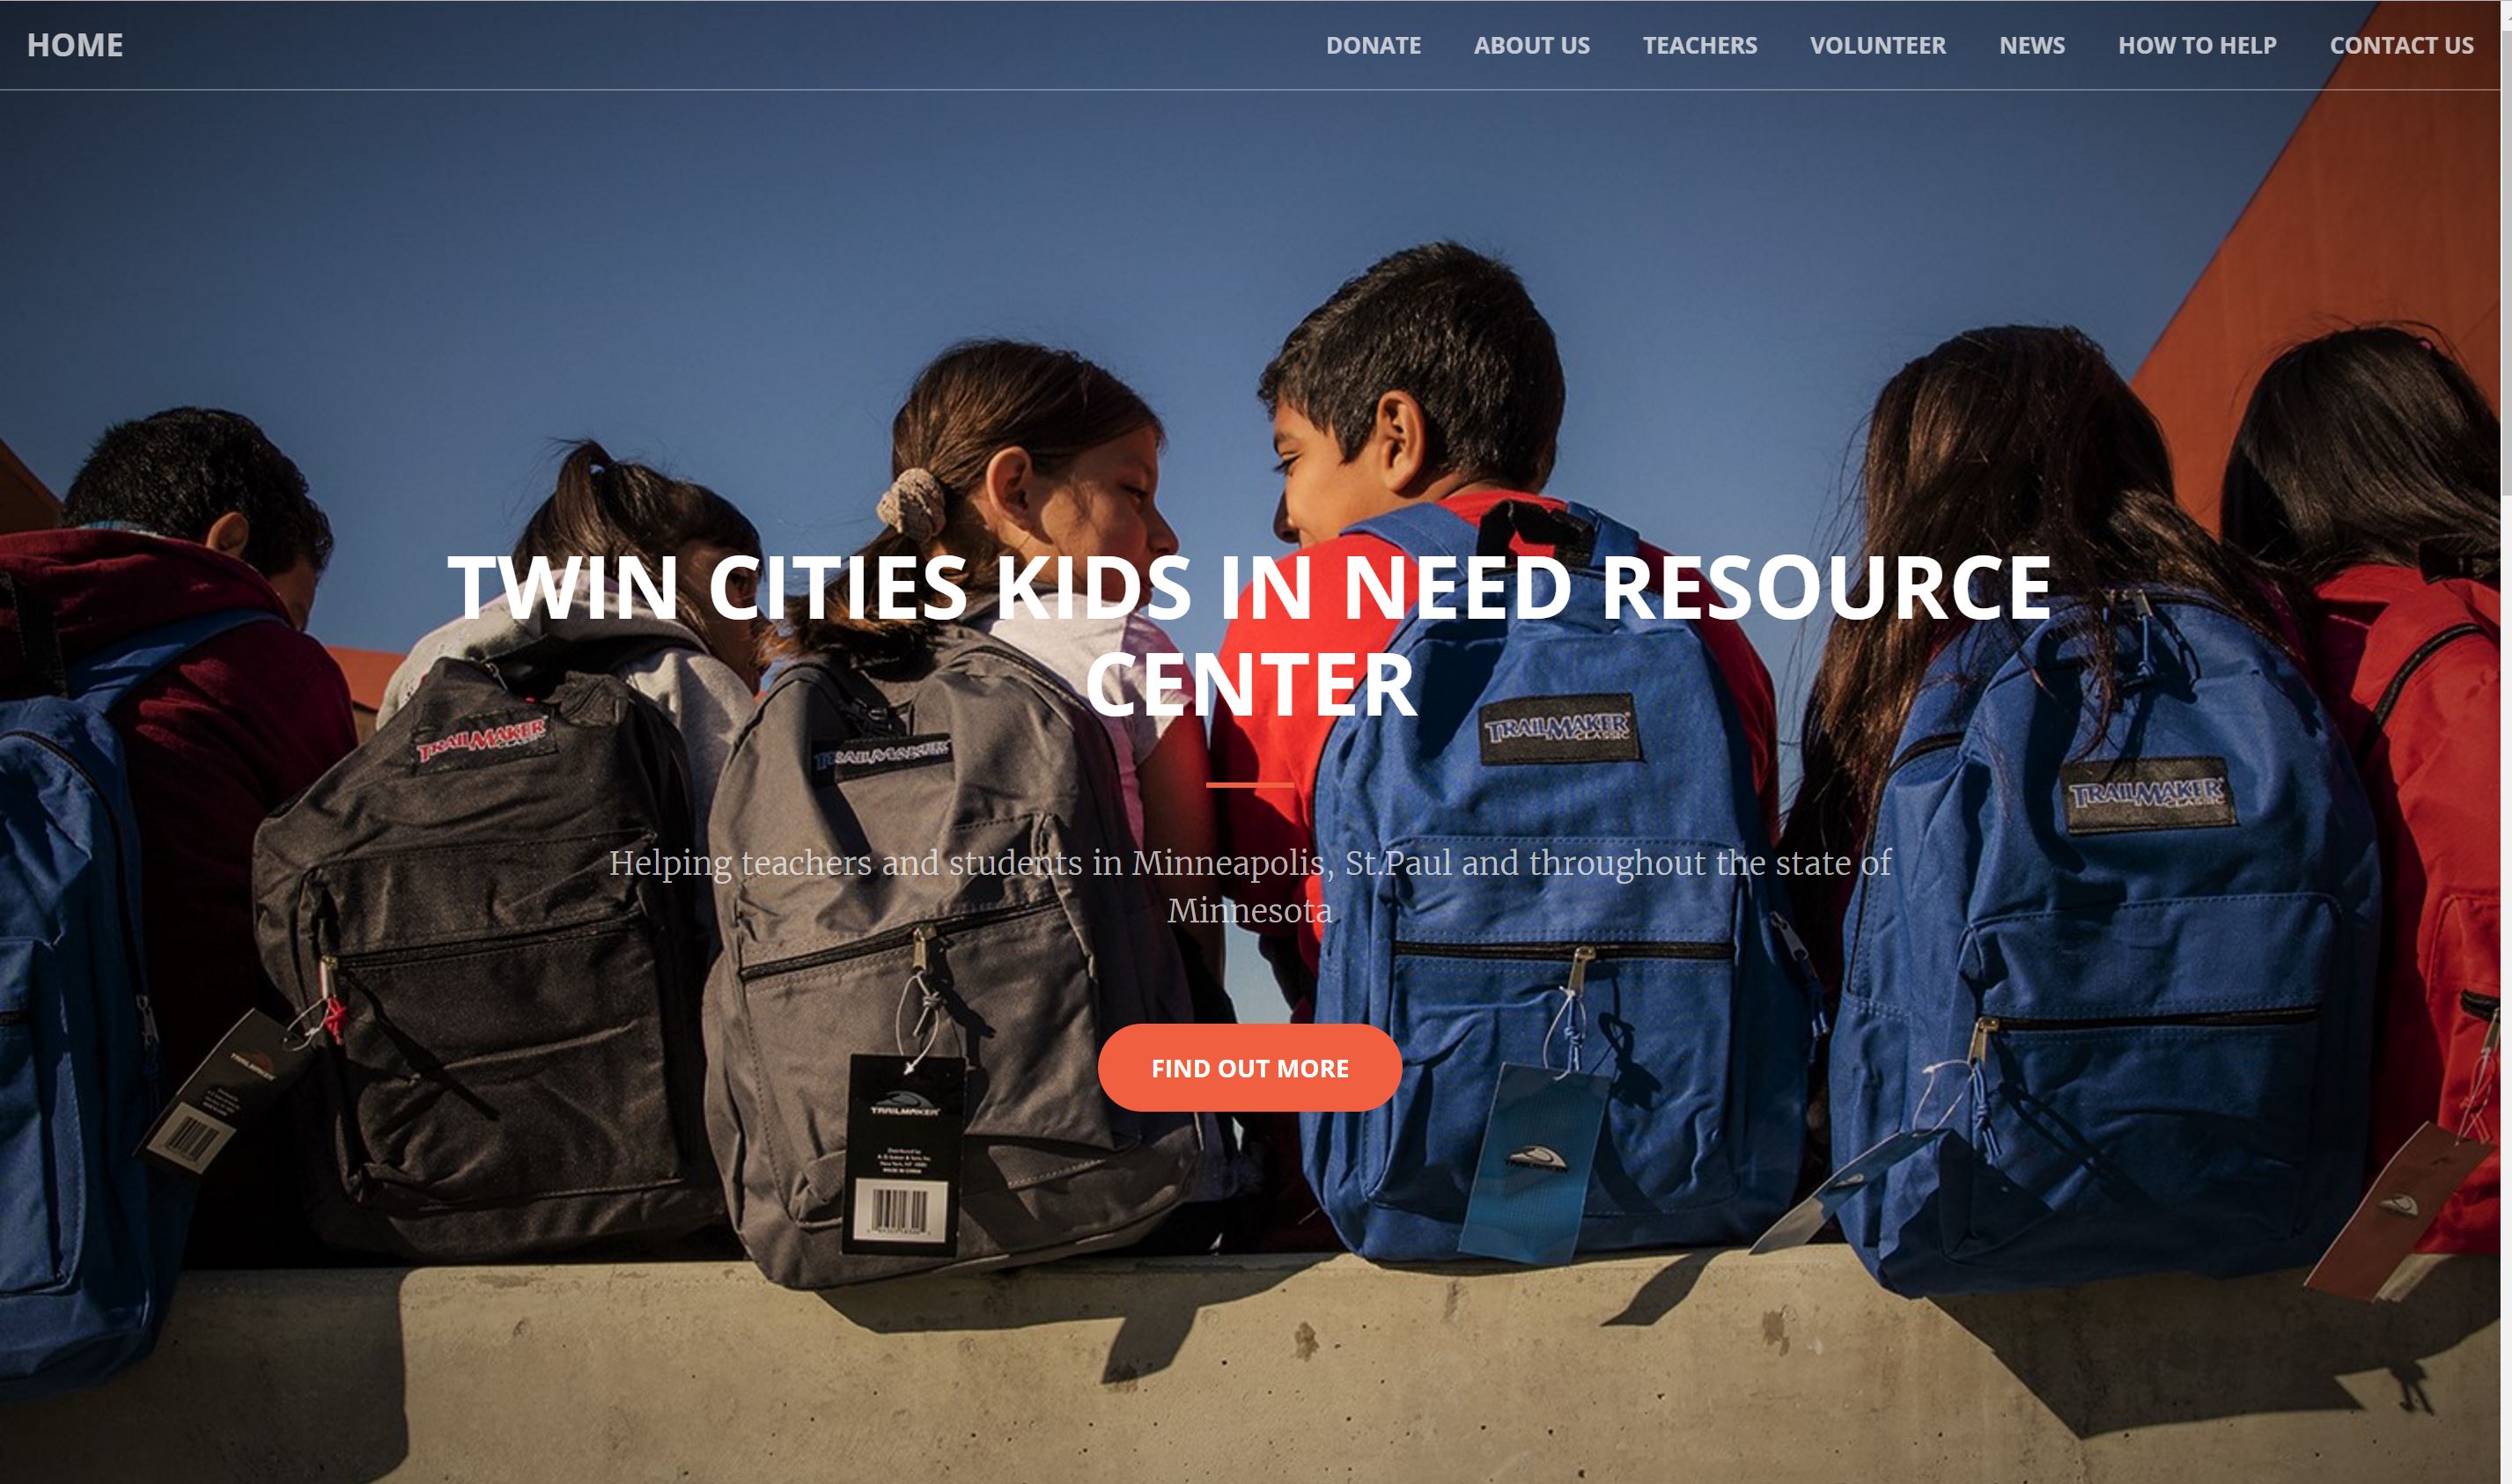 HOME
DONATE ABOUT US TEACHERS VOLUNTEER NEWS HOW TO HELP CONTACT US
TWIN CITIES KIDS IN NEED RESOURCE
CENTER
Helping teachers and students in Minneapolis, St.Paul and throughout the state of
Minnesota
FIND OUT MORE
TRAILMAKER
CLASSIC
TRAILMAKER
TRAILMAKER
CLASSIC
TRAILMAKER
CLASSIC
TRAILMAKER
TRAILMAKER